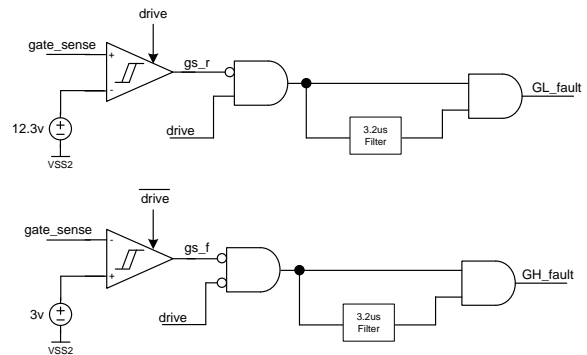 drive
gate_sense
+
gs_r
-
12.3v
drive
GL_fault
3.2us
Filter
VSS2
drive
gate_sense
-
gs_f
+
3v
drive
GH_fault
3.2us
Filter
VSS2